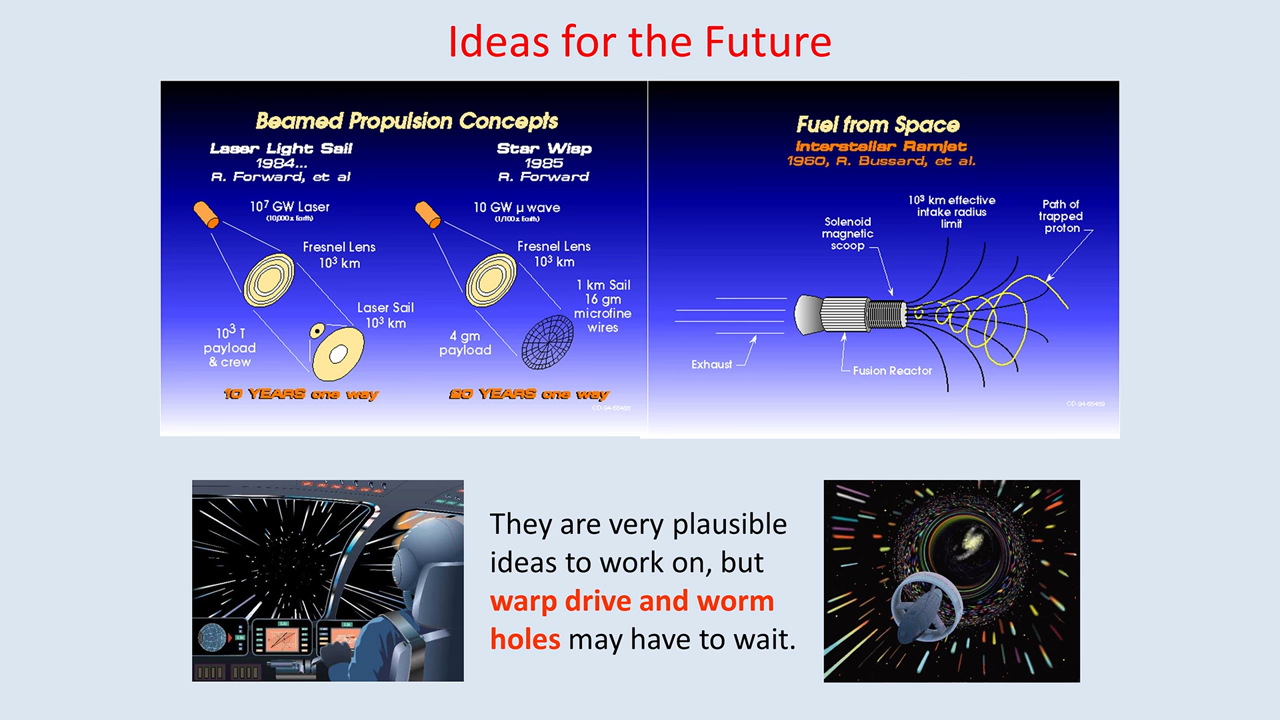 Ideas for the Future
Beamed Propulsion Concepts
Laser Light Sail
1984...
R. Forward, et al
10⁷ GW Laser
(10,000 x Earth)
Fresnel Lens
10³ km
Laser Sail
10³ km
10³ T
payload
& crew
10 YEARS one way
Star Wisp
1985
R. Forward
10 GW µ wave
(1/100 x Earth)
Fresnel Lens
10³ km
1 km Sail
16 gm
microfine
wires
4 gm
payload
20 YEARS one way
Fuel from Space
Interstellar Ramjet
1960, R. Bussard, et al.
10³ km effective
intake radius
limit
Path of
trapped
proton
Solenoid
magnetic
scoop
Exhaust
Fusion Reactor
They are very plausible
ideas to work on, but
warp drive and worm
holes may have to wait.